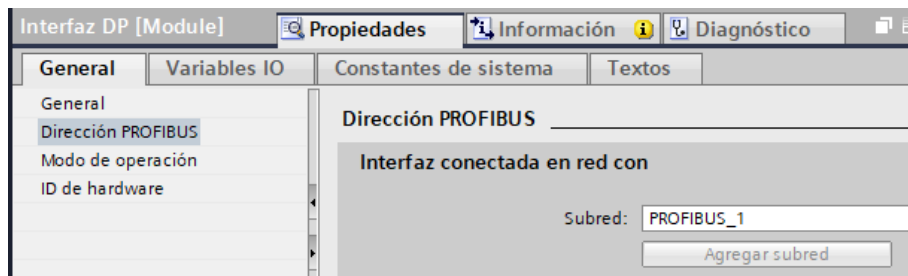 Interfaz DP [Module] Propiedades Información Diagnóstico
General Variables IO Constantes de sistema Textos
General
Dirección PROFIBUS
Modo de operación
ID de hardware
Dirección PROFIBUS
Interfaz conectada en red con
Subred: PROFIBUS_1
Agregar subred